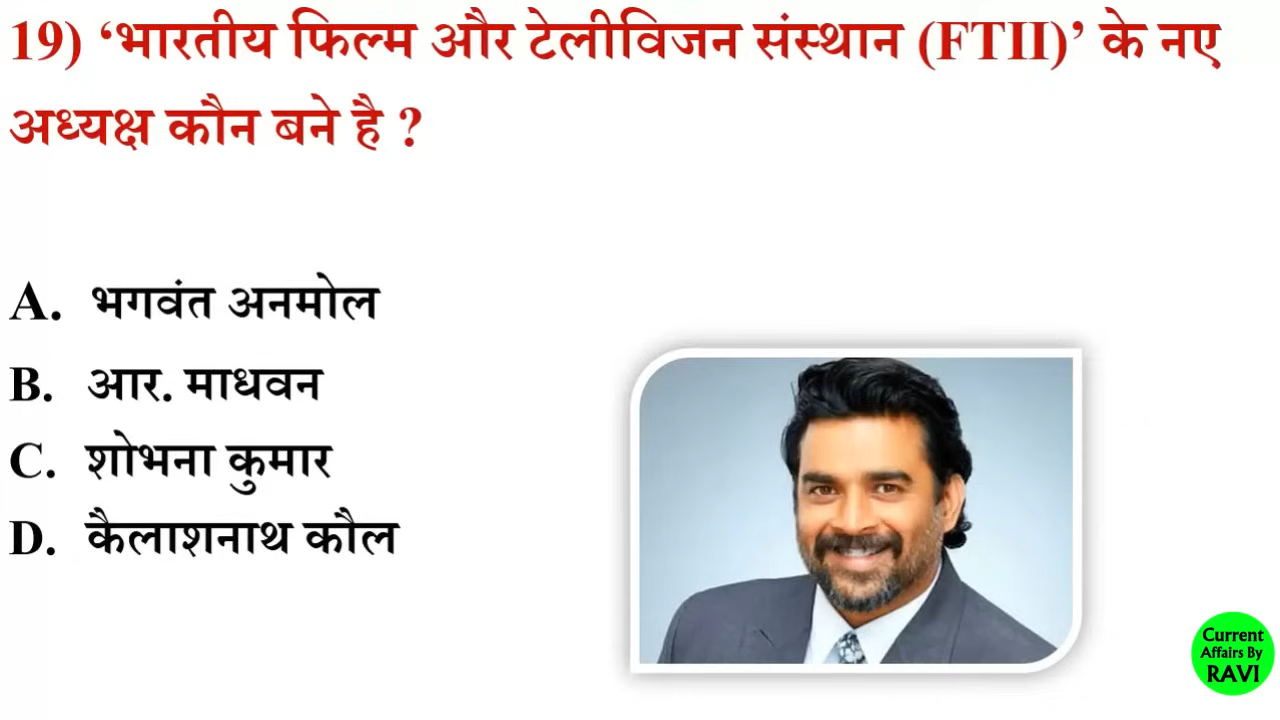 19) ‘भारतीय फिल्म और टेलीविजन संस्थान (FTII)’ के नए
अध्यक्ष कौन बने है ?
A. भगवंत अनमोल
B. आर. माधवन
C. शोभना कुमार
D. कैलाशनाथ कौल
Current
Affairs By
RAVI